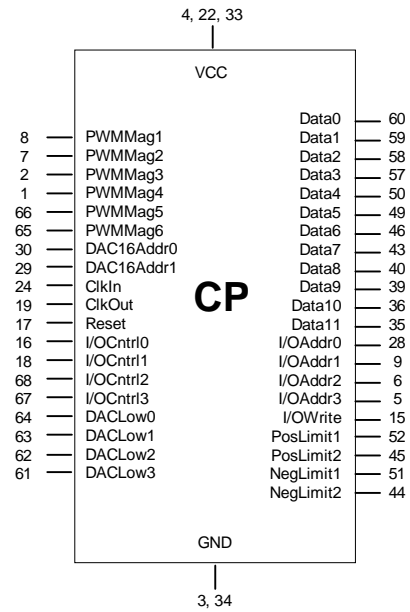 4, 22, 33
VCC
8 PWMMag1
7 PWMMag2
2 PWMMag3
1 PWMMag4
66 PWMMag5
65 PWMMag6
30 DAC16Addr0
29 DAC16Addr1
24 ClkIn
19 ClkOut
17 Reset
16 I/OCntrl0
18 I/OCntrl1
68 I/OCntrl2
67 I/OCntrl3
64 DACLow0
63 DACLow1
62 DACLow2
61 DACLow3
CP
Data0 60
Data1 59
Data2 58
Data3 57
Data4 50
Data5 49
Data6 46
Data7 43
Data8 40
Data9 39
Data10 36
Data11 35
I/OAddr0 28
I/OAddr1 9
I/OAddr2 6
I/OAddr3 5
I/OWrite 15
PosLimit1 52
PosLimit2 45
NegLimit1 51
NegLimit2 44
GND
3, 34